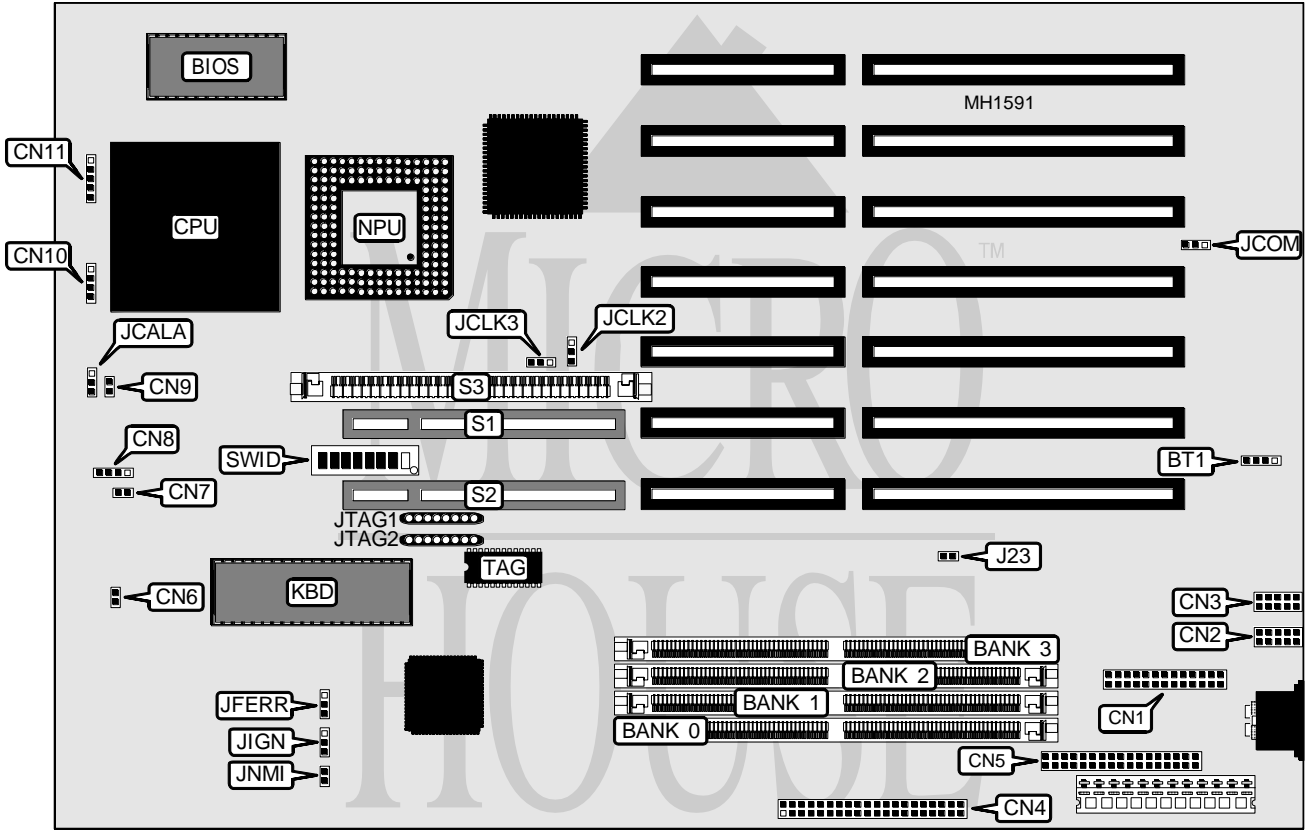 BIOS
MH1591
CN11
CPU
NPU
JCOM
CN10
TM
MICRO
JCLK3
JCLK2
JCALA
CN9
S3
S1
CN8
SWID
BT1
CN7
S2
JTAG1
JTAG2
TAG
J23
CN6
KBD
HOUSE
CN3
CN2
BANK 3
BANK 2
BANK 1
BANK 0
JFERR
CN1
JIGN
CN5
JNMI
CN4